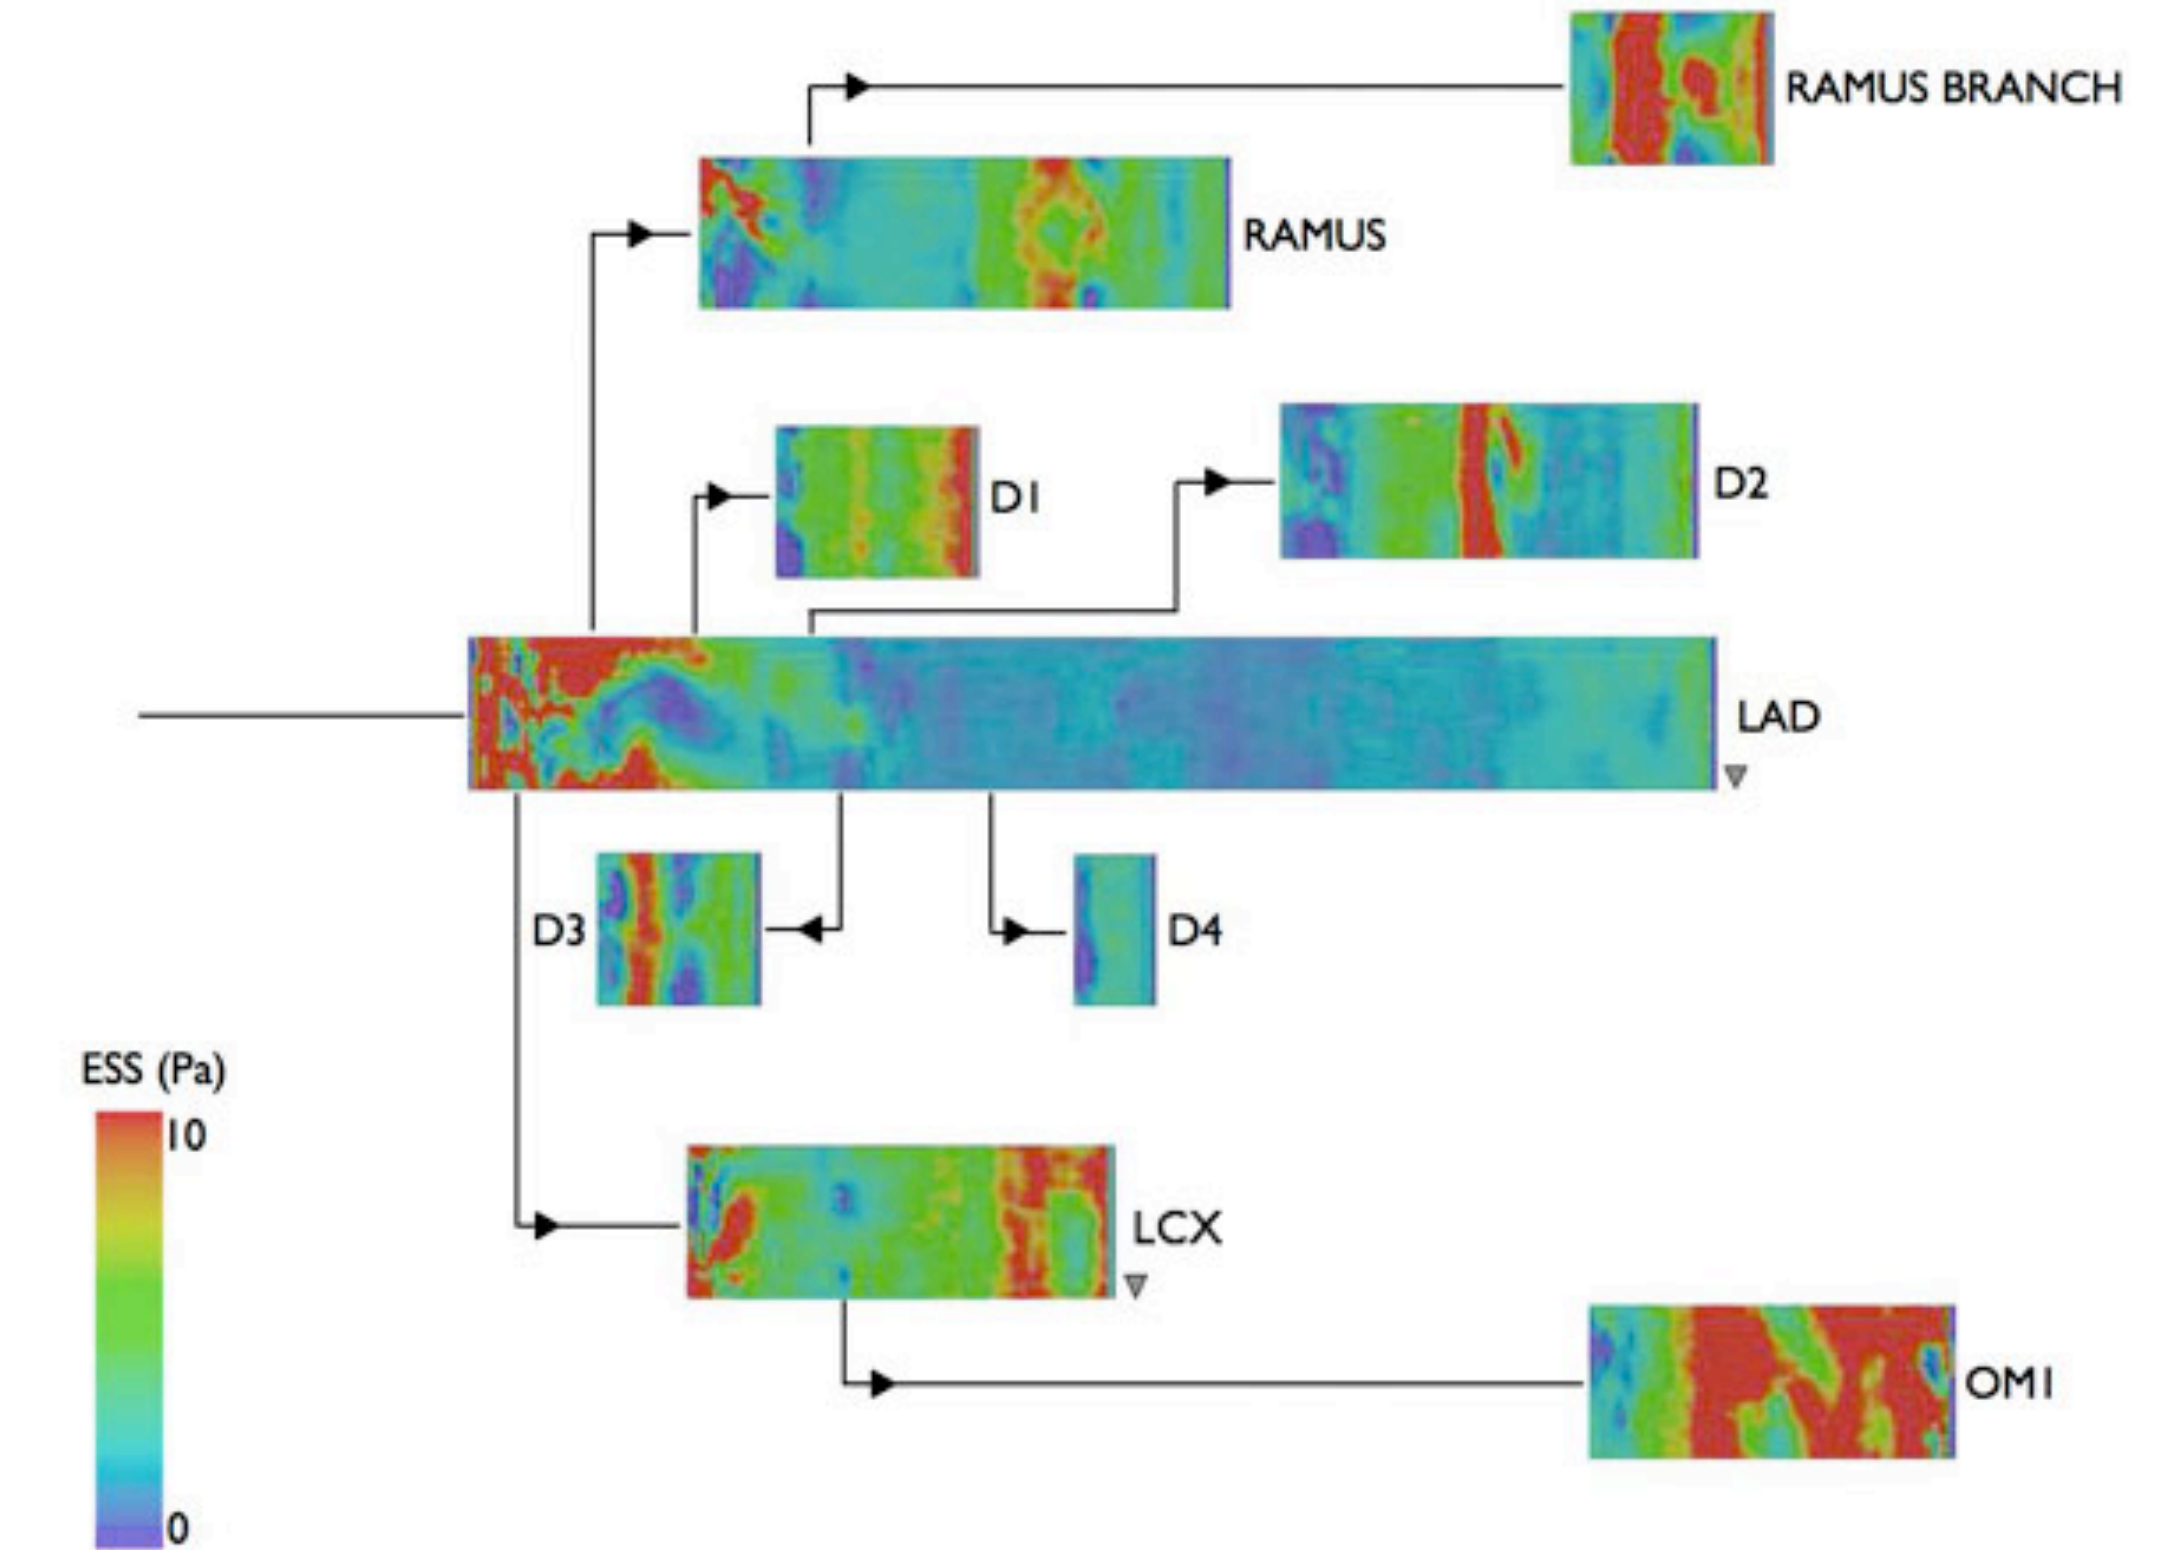 RAMUS BRANCH
RAMUS
D1
D2
LAD
D3
D4
ESS (Pa)
10
0
LCX
OM1